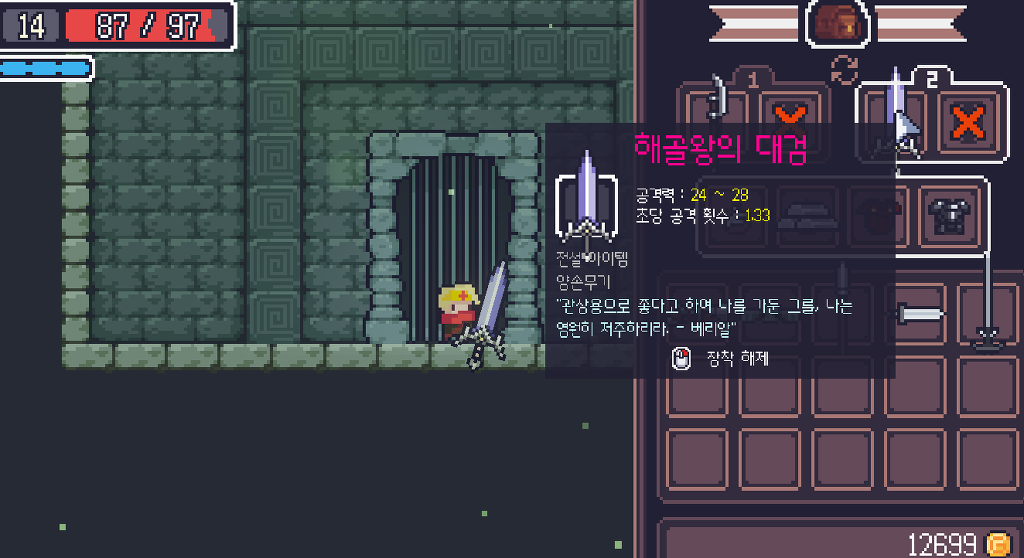 14
87 / 97
1
2
해골왕의 대검
공격력 : 24 ~ 28
초당 공격 횟수 : 1.33
전설 아이템
양손무기
"관상용으로 좋다고 하며 나를 가둔 그를, 나는
영원히 저주하리라. - 베리알"
장착 해제
12699